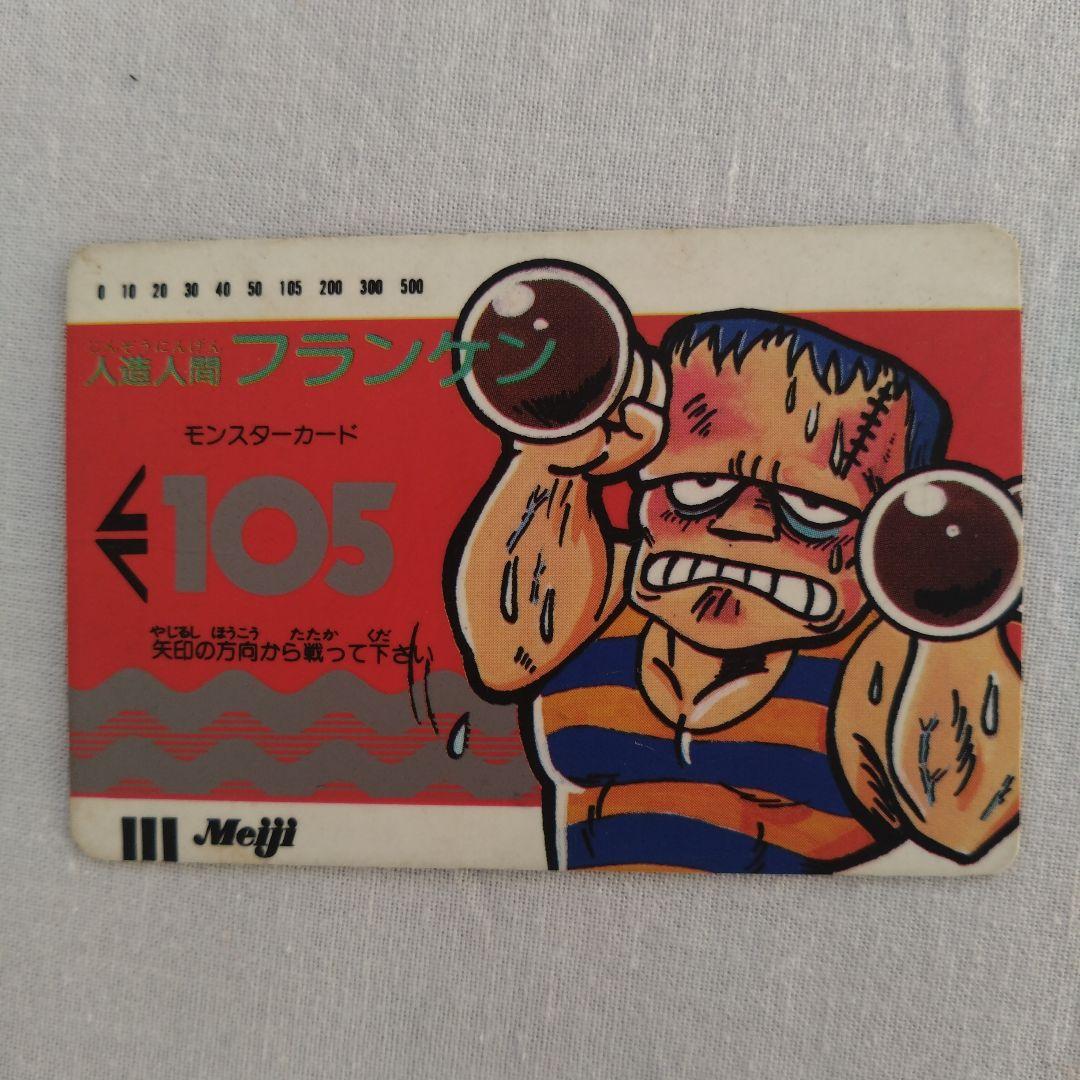 0 10 20 30 40 50 105 200 300 500
じんぞうにんげん
人造人間 フランケン
モンスターカード
105
やじるし ほうこう たたか くだ
矢印の方向から戦って下さい
Meiji